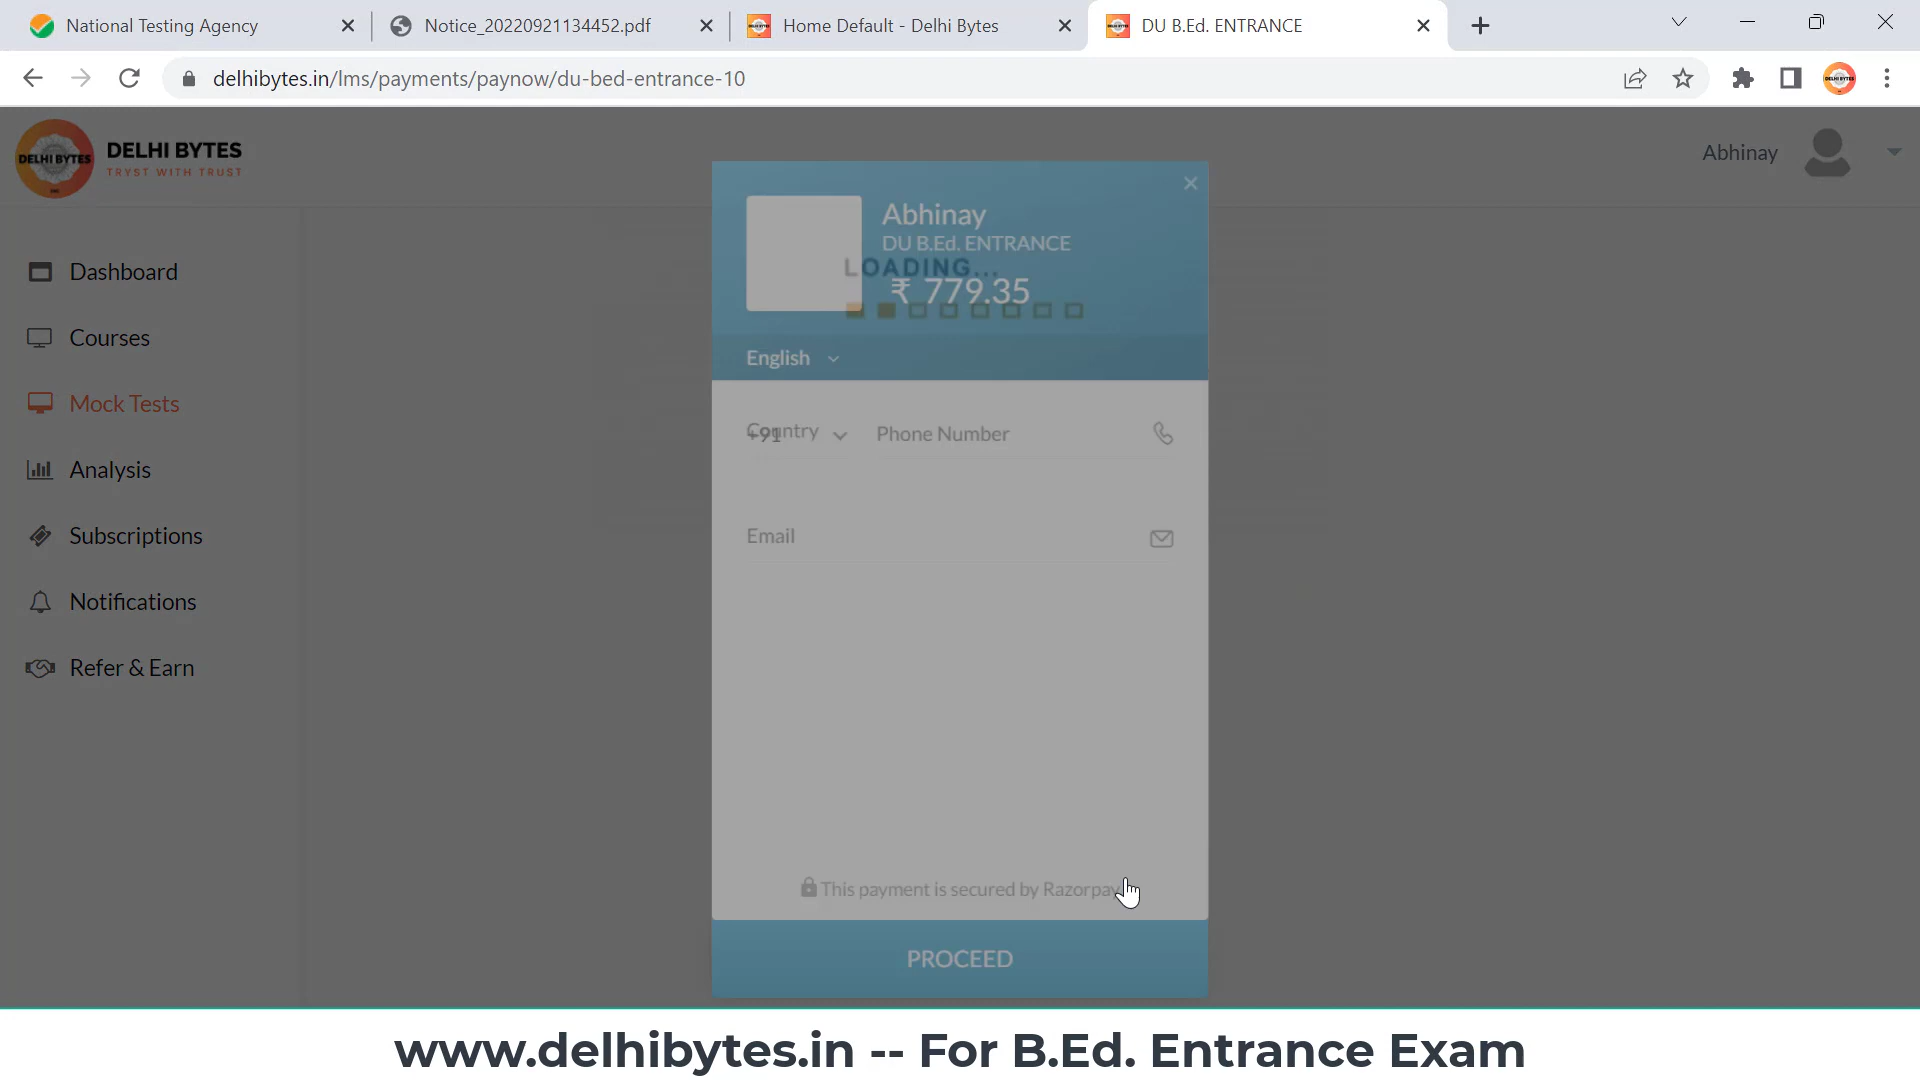 National Testing Agency
Notice_20220921134452.pdf
Home Default - Delhi Bytes
DU B.Ed. ENTRANCE
delhibytes.in/lms/payments/paynow/du-bed-entrance-10
DELHI BYTES
DELHI BYTES
TRYST WITH TRUST
Abhinay
Dashboard
Courses
Mock Tests
Analysis
Subscriptions
Notifications
Refer & Earn
Abhinay
DU B.Ed. ENTRANCE
LOADING...
₹ 779.35
English
Country
+91
Phone Number
Email
This payment is secured by Razorpay
PROCEED
www.delhibytes.in -- For B.Ed. Entrance Exam